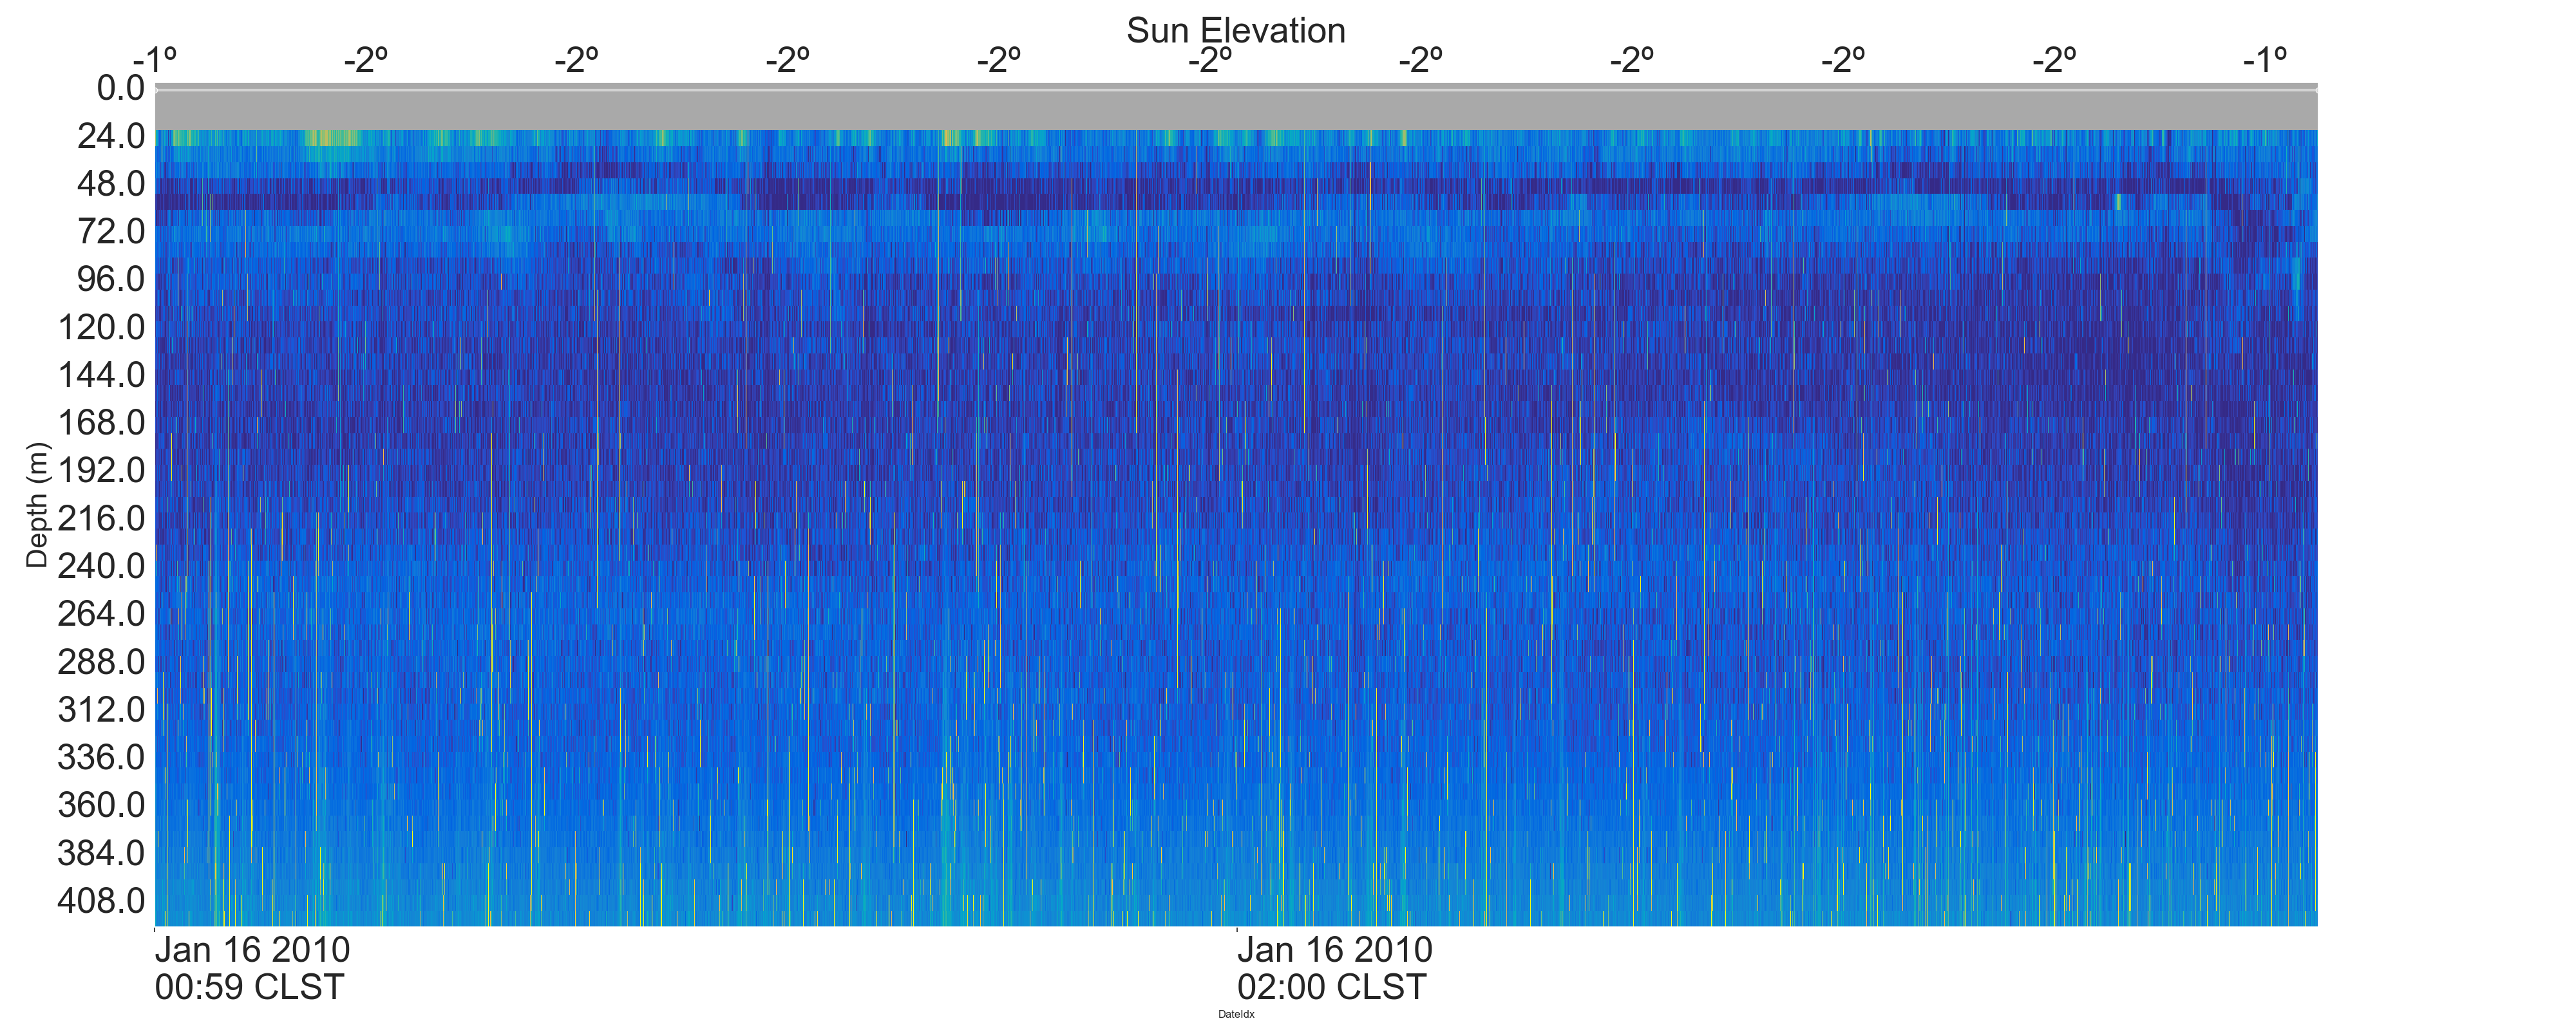 Sun Elevation
-1º -2º -2º -2º -2º -2º -2º -2º -2º -2º -1º
0.0
24.0
48.0
72.0
96.0
120.0
144.0
168.0
192.0
216.0
240.0
264.0
288.0
312.0
336.0
360.0
384.0
408.0
Depth (m)
Jan 16 2010
00:59 CLST
Jan 16 2010
02:00 CLST
DateIdx